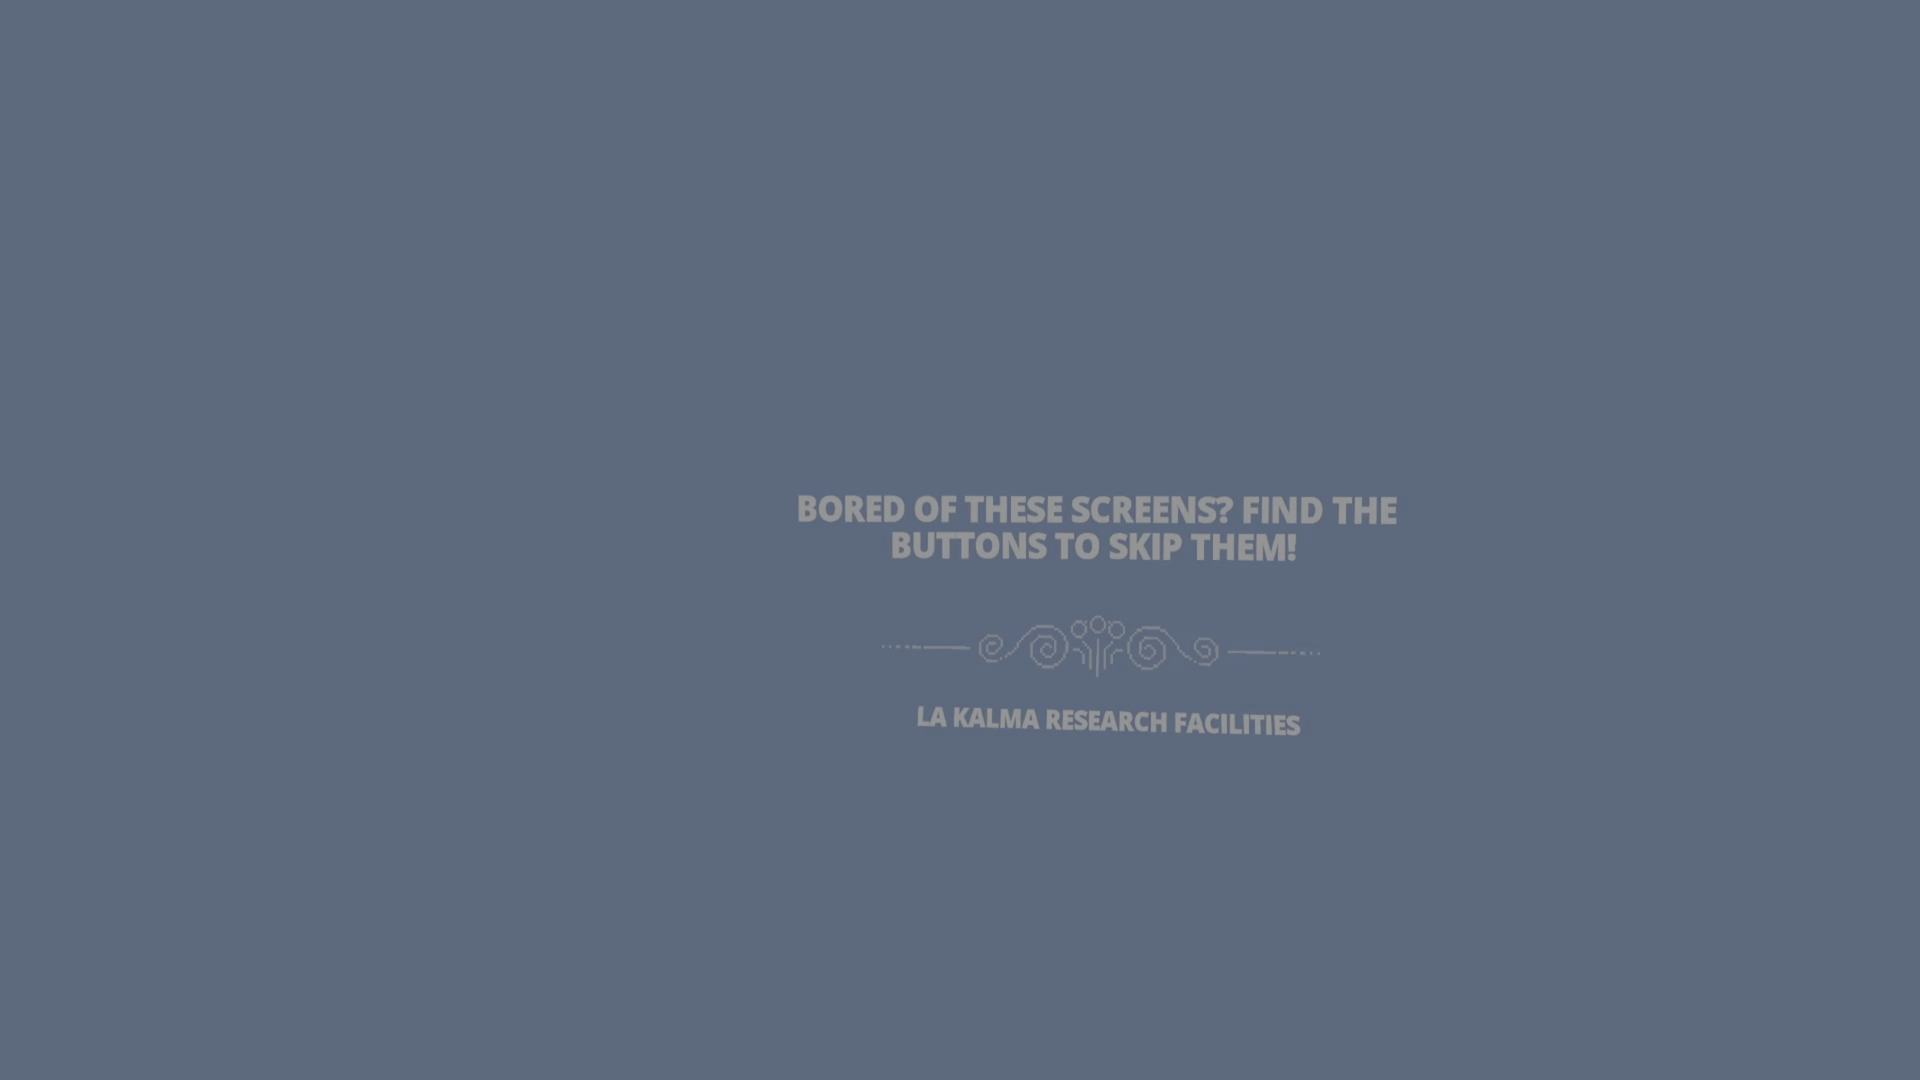 BORED OF THESE SCREENS? FIND THE
BUTTONS TO SKIP THEM!
LA KALMA RESEARCH FACILITIES